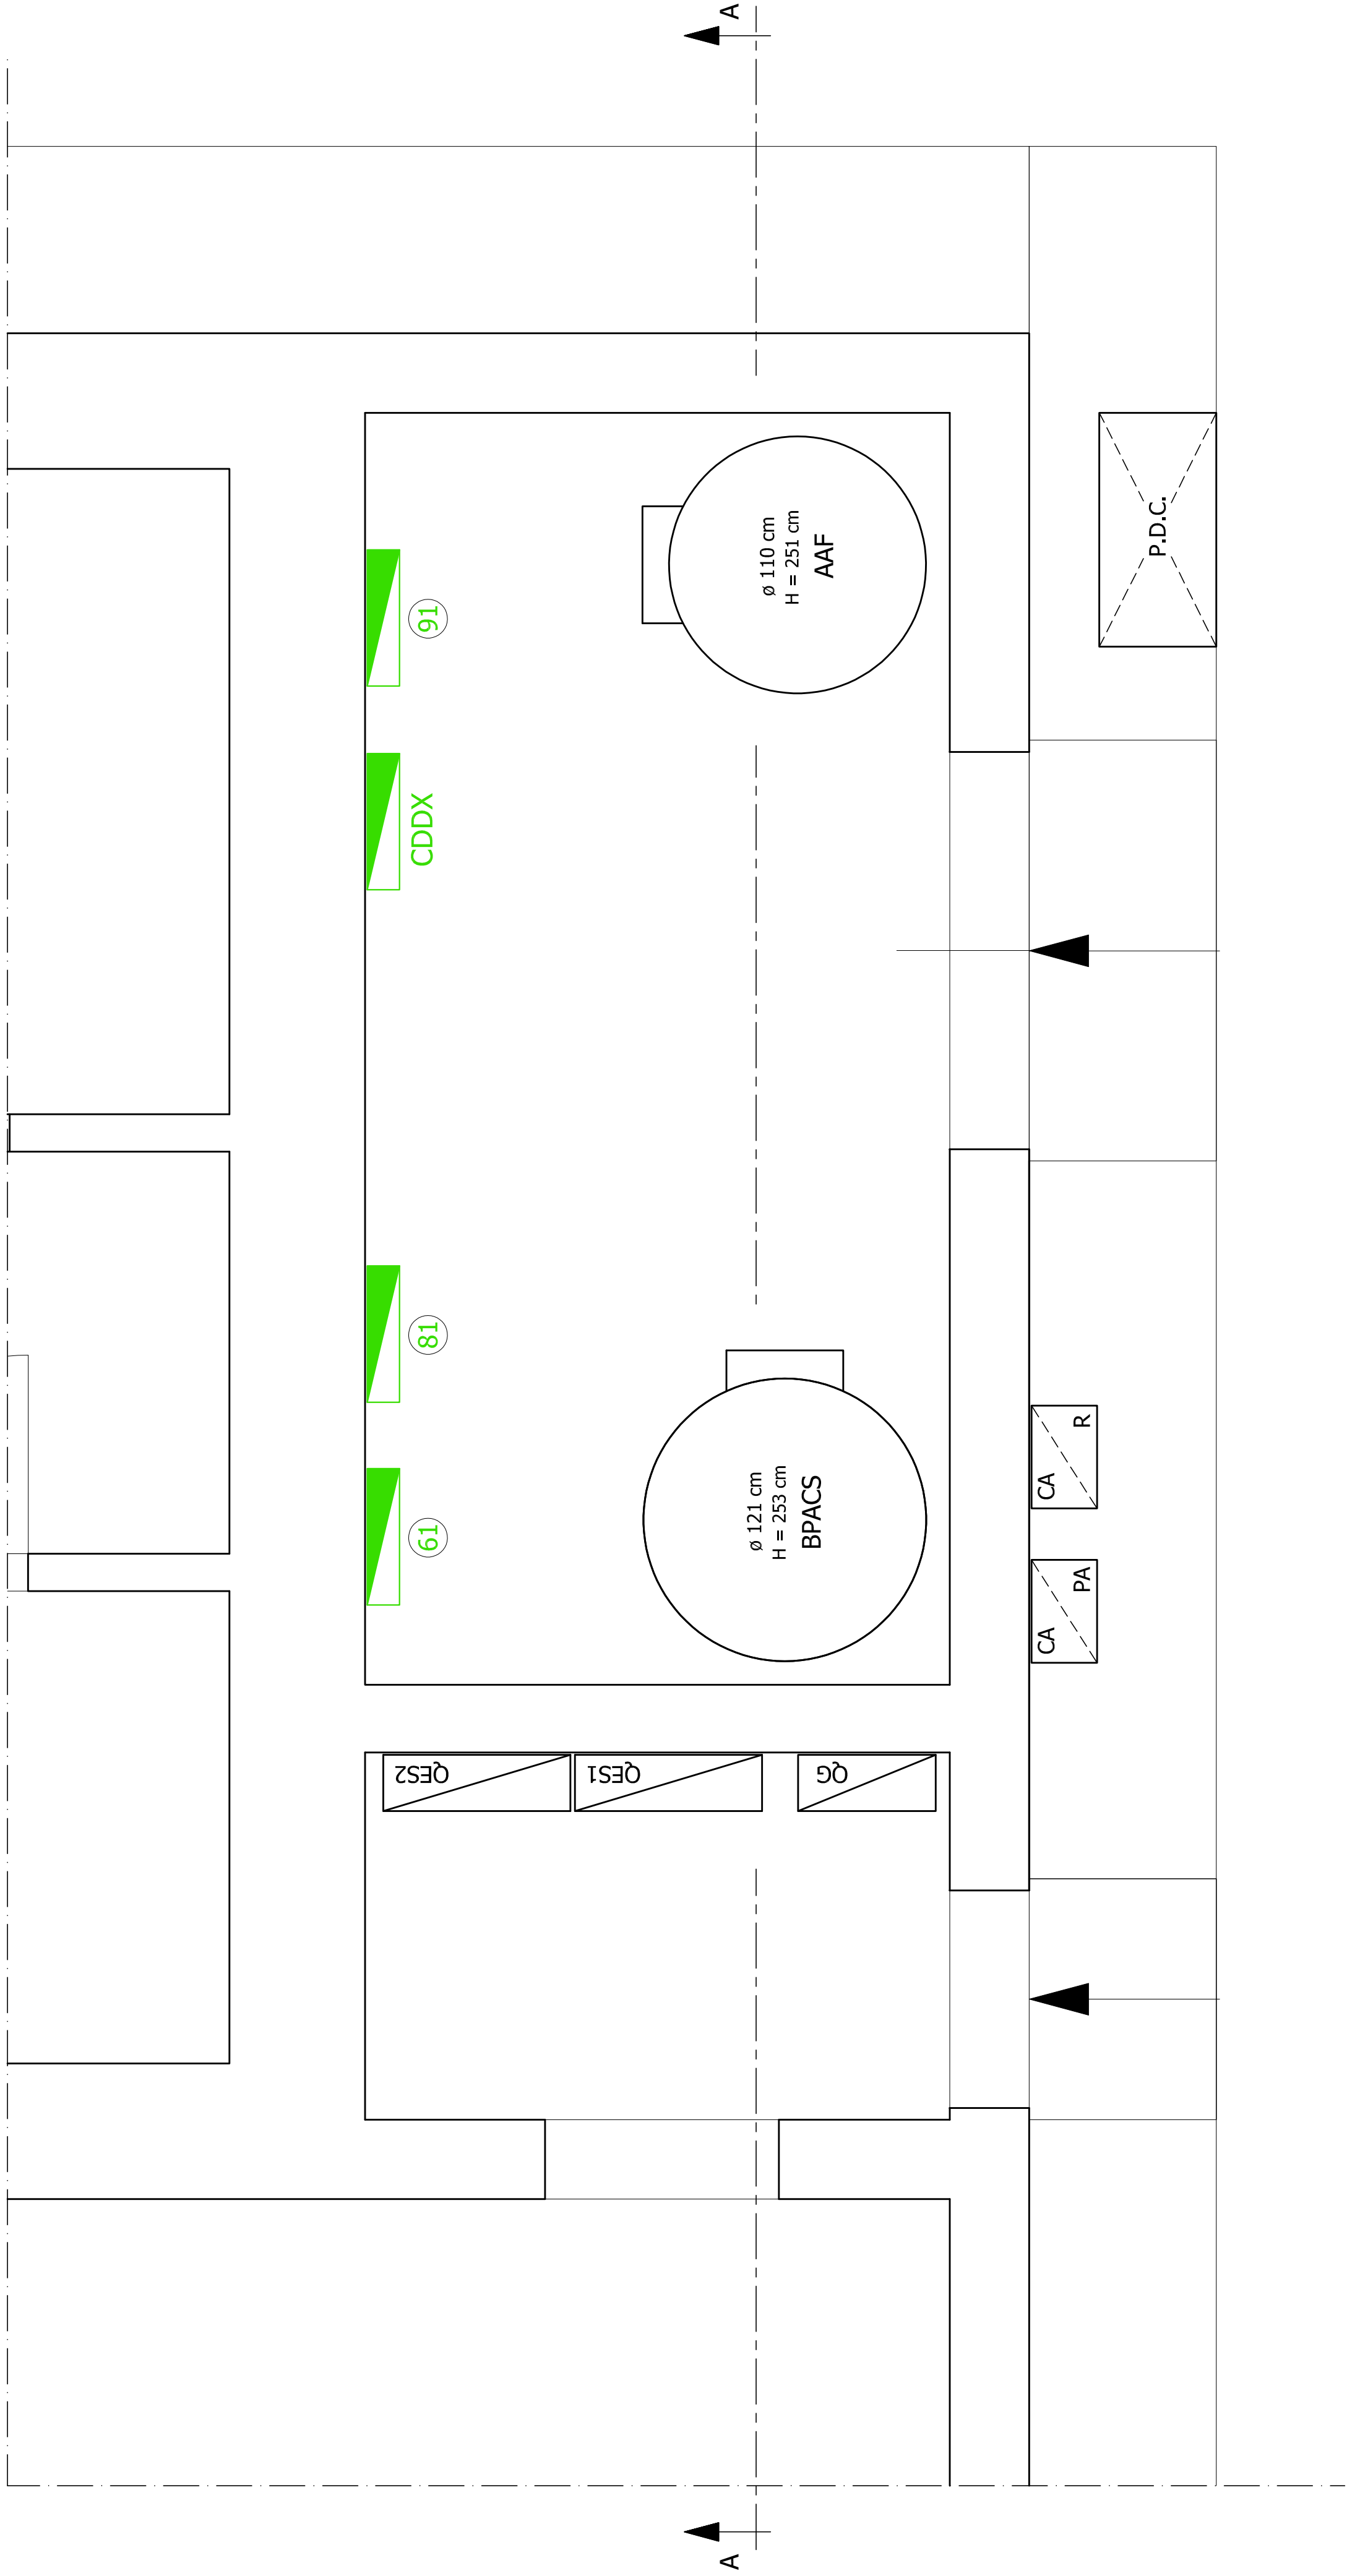 A
P.D.C.
ø 110 cm
H = 251 cm
AAF
91
CDDX
81
61
ø 121 cm
H = 253 cm
BPACS
CA
R
CA
PA
QES2
QES1
QG
A